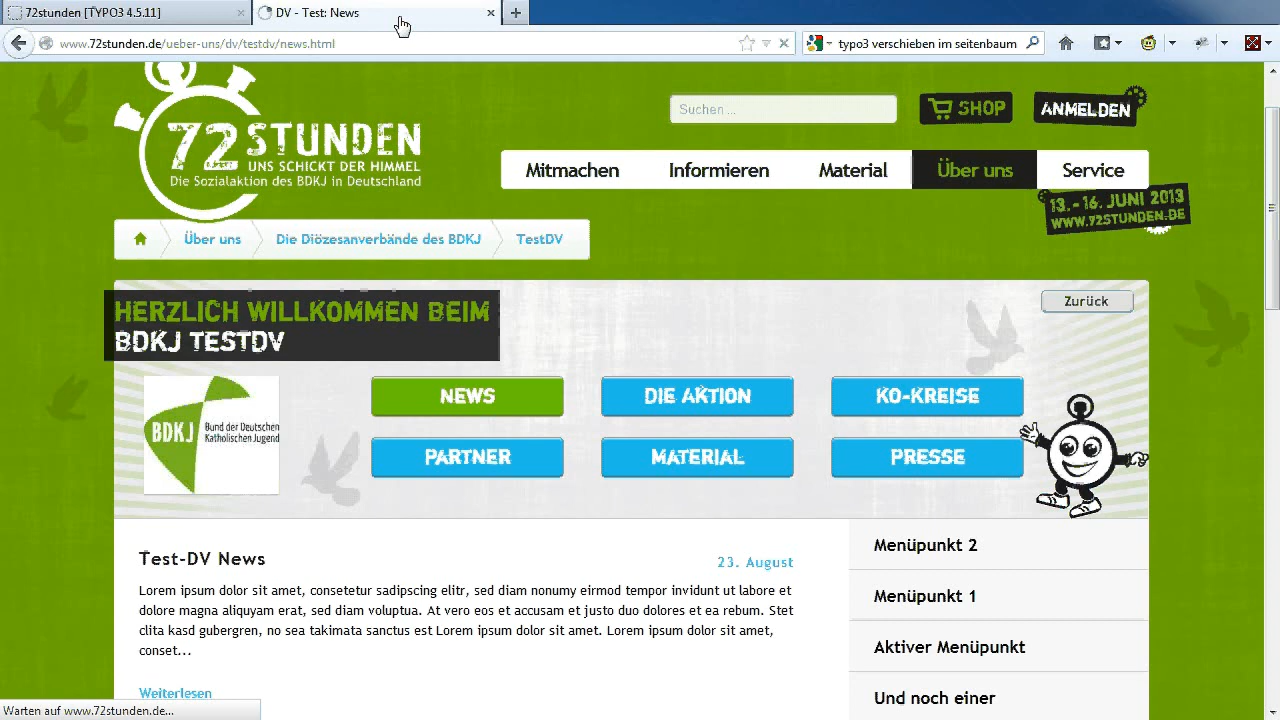 72stunden [TYPO3 4.5.11]
DV - Test: News
www.72stunden.de/ueber-uns/dv/testdv/news.html
typo3 verschieben im seitenbaum
72 STUNDEN
UNS SCHICKT DER HIMMEL
Die Sozialaktion des BDKJ in Deutschland
Suchen ...
SHOP
ANMELDEN
Mitmachen
Informieren
Material
Über uns
Service
13.- 16. JUNI 2013
WWW.72STUNDEN.DE
Über uns
Die Diözesanverbände des BDKJ
TestDV
HERZLICH WILLKOMMEN BEIM
BDKJ TESTDV
Zurück
BDKJ
Bund der Deutschen
Katholischen Jugend
NEWS
DIE AKTION
KO-KREISE
PARTNER
MATERIAL
PRESSE
Test-DV News
23. August
Lorem ipsum dolor sit amet, consetetur sadipscing elitr, sed diam nonumy eirmod tempor invidunt ut labore et
dolore magna aliquyam erat, sed diam voluptua. At vero eos et accusam et justo duo dolores et ea rebum. Stet
clita kasd gubergren, no sea takimata sanctus est Lorem ipsum dolor sit amet. Lorem ipsum dolor sit amet,
conset...
Weiterlesen
Menüpunkt 2
Menüpunkt 1
Aktiver Menüpunkt
Und noch einer
Warten auf www.72stunden.de...